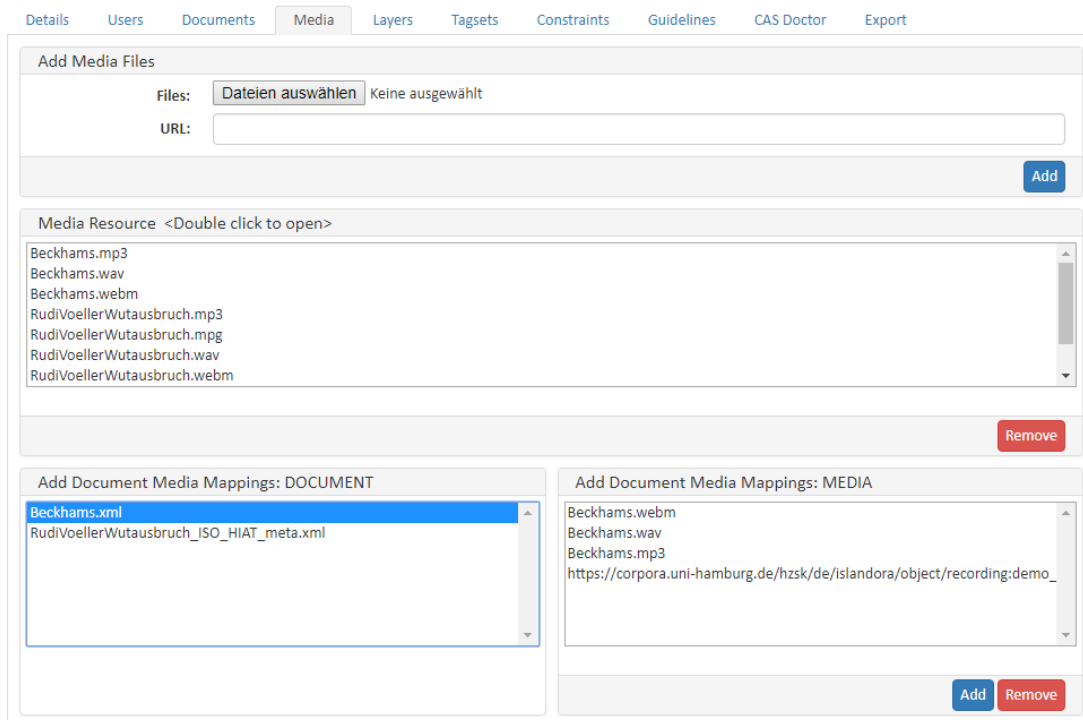 Details Users Documents Media Layers Tagsets Constraints Guidelines CAS Doctor Export
Add Media Files
Files: Dateien auswählen Keine ausgewählt
URL:
Add
Media Resource <Double click to open>
Beckhams.mp3
Beckhams.wav
Beckhams.webm
RudiVoellerWutausbruch.mp3
RudiVoellerWutausbruch.mpg
RudiVoellerWutausbruch.wav
RudiVoellerWutausbruch.webm
Remove
Add Document Media Mappings: DOCUMENT
Beckhams.xml
RudiVoellerWutausbruch_ISO_HIAT_meta.xml
Add Document Media Mappings: MEDIA
Beckhams.webm
Beckhams.wav
Beckhams.mp3
https://corpora.uni-hamburg.de/hzsk/de/islandora/object/recording:demo_
Add Remove